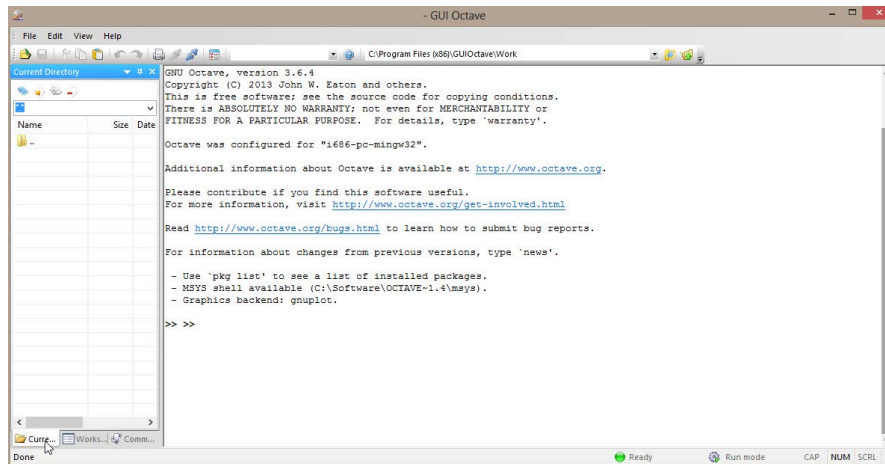 - GUI Octave
File Edit View Help
C:\Program Files (x86)\GUIOctave\Work
Current Directory
*.*
Name Size Date
..
GNU Octave, version 3.6.4
Copyright (C) 2013 John W. Eaton and others.
This is free software; see the source code for copying conditions.
There is ABSOLUTELY NO WARRANTY; not even for MERCHANTABILITY or
FITNESS FOR A PARTICULAR PURPOSE.  For details, type `warranty'.
Octave was configured for "i686-pc-mingw32".
Additional information about Octave is available at http://www.octave.org.
Please contribute if you find this software useful.
For more information, visit http://www.octave.org/get-involved.html
Read http://www.octave.org/bugs.html to learn how to submit bug reports.
For information about changes from previous versions, type `news'.
- Use `pkg list' to see a list of installed packages.
- MSYS shell available (C:\Software\OCTAVE~1.4\msys).
- Graphics backend: gnuplot.
>> >>
Curre... Works... Comm...
Done Ready Run mode CAP NUM SCRL